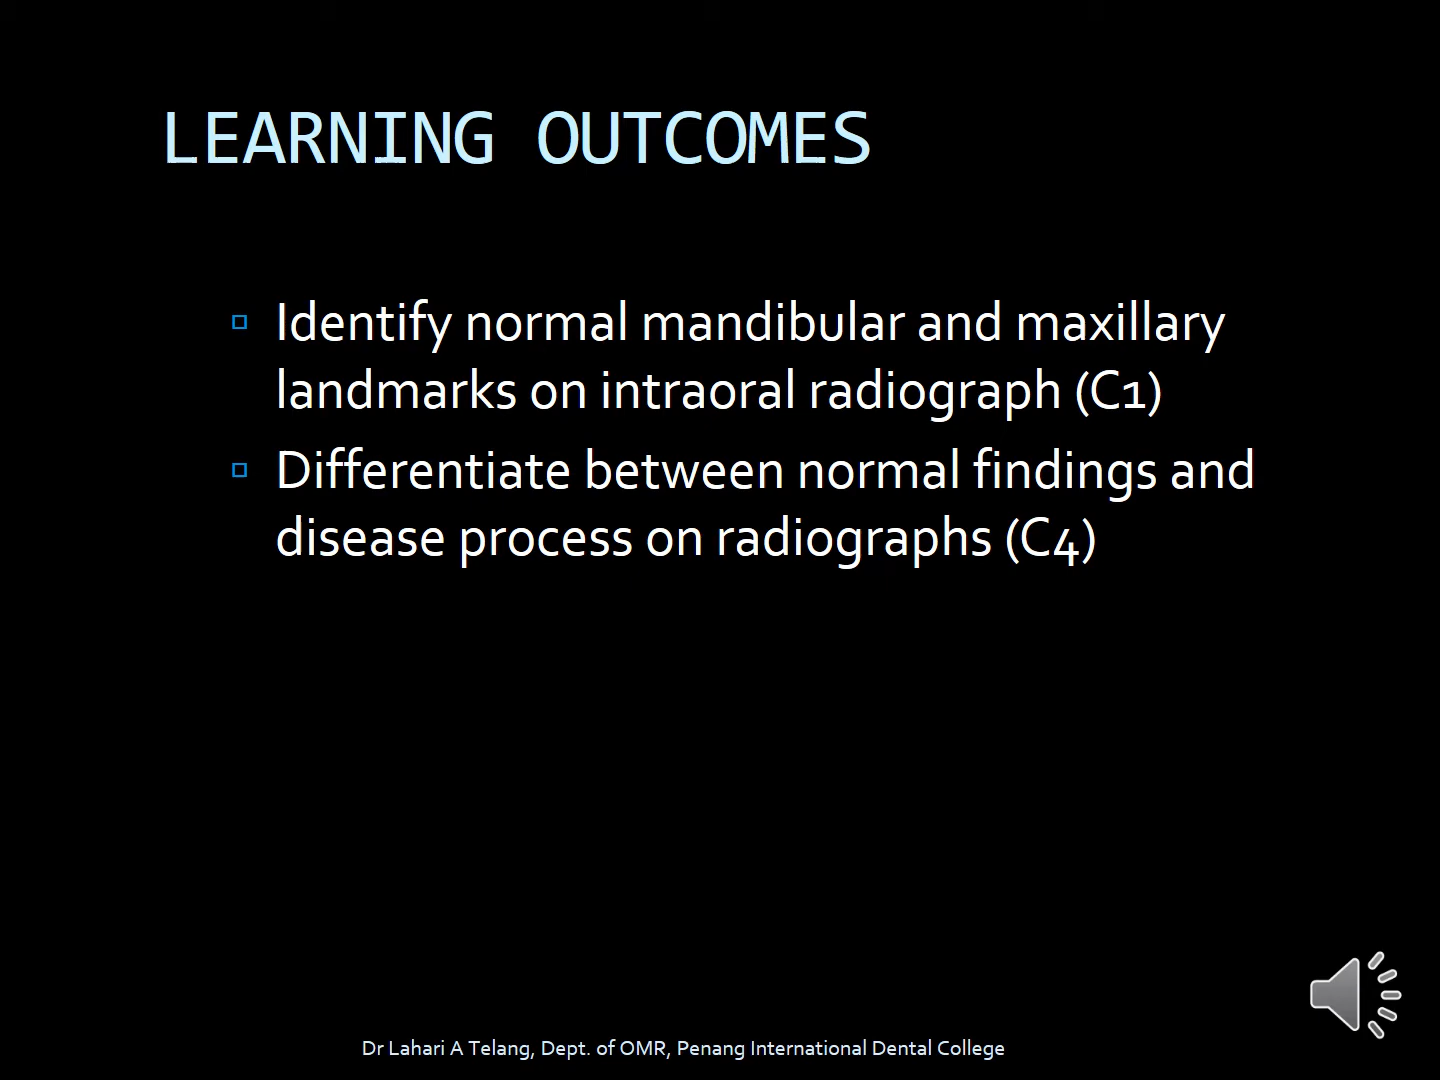 LEARNING OUTCOMES
Identify normal mandibular and maxillary
landmarks on intraoral radiograph (C1)
Differentiate between normal findings and
disease process on radiographs (C4)
Dr Lahari A Telang, Dept. of OMR, Penang International Dental College